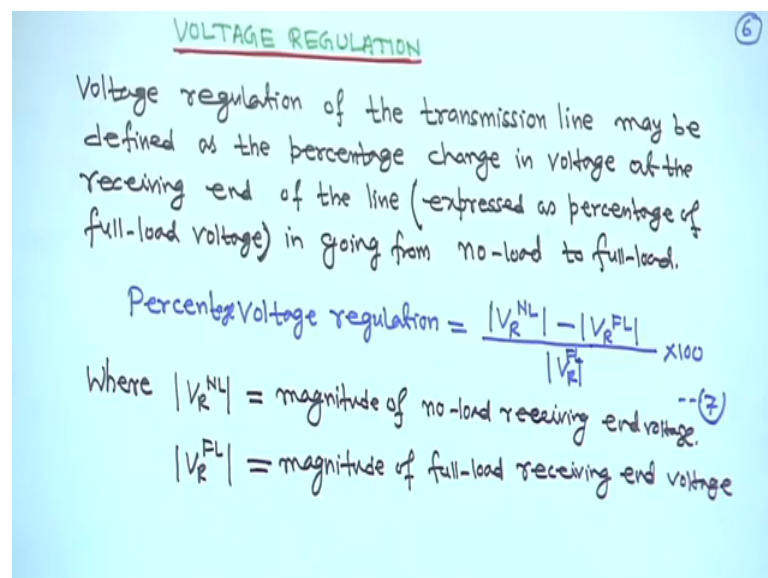 VOLTAGE REGULATION
6
Voltage regulation of the transmission line may be
defined as the percentage change in voltage at the
receiving end of the line (expressed as percentage of
full-load voltage) in going from no-load to full-load.
Percentage Voltage regulation = |V_R^NL| - |V_R^FL| / |V_R^FL| ×100
--(7)
Where |V_R^NL| = magnitude of no-load receiving end voltage.
|V_R^FL| = magnitude of full-load receiving end voltage